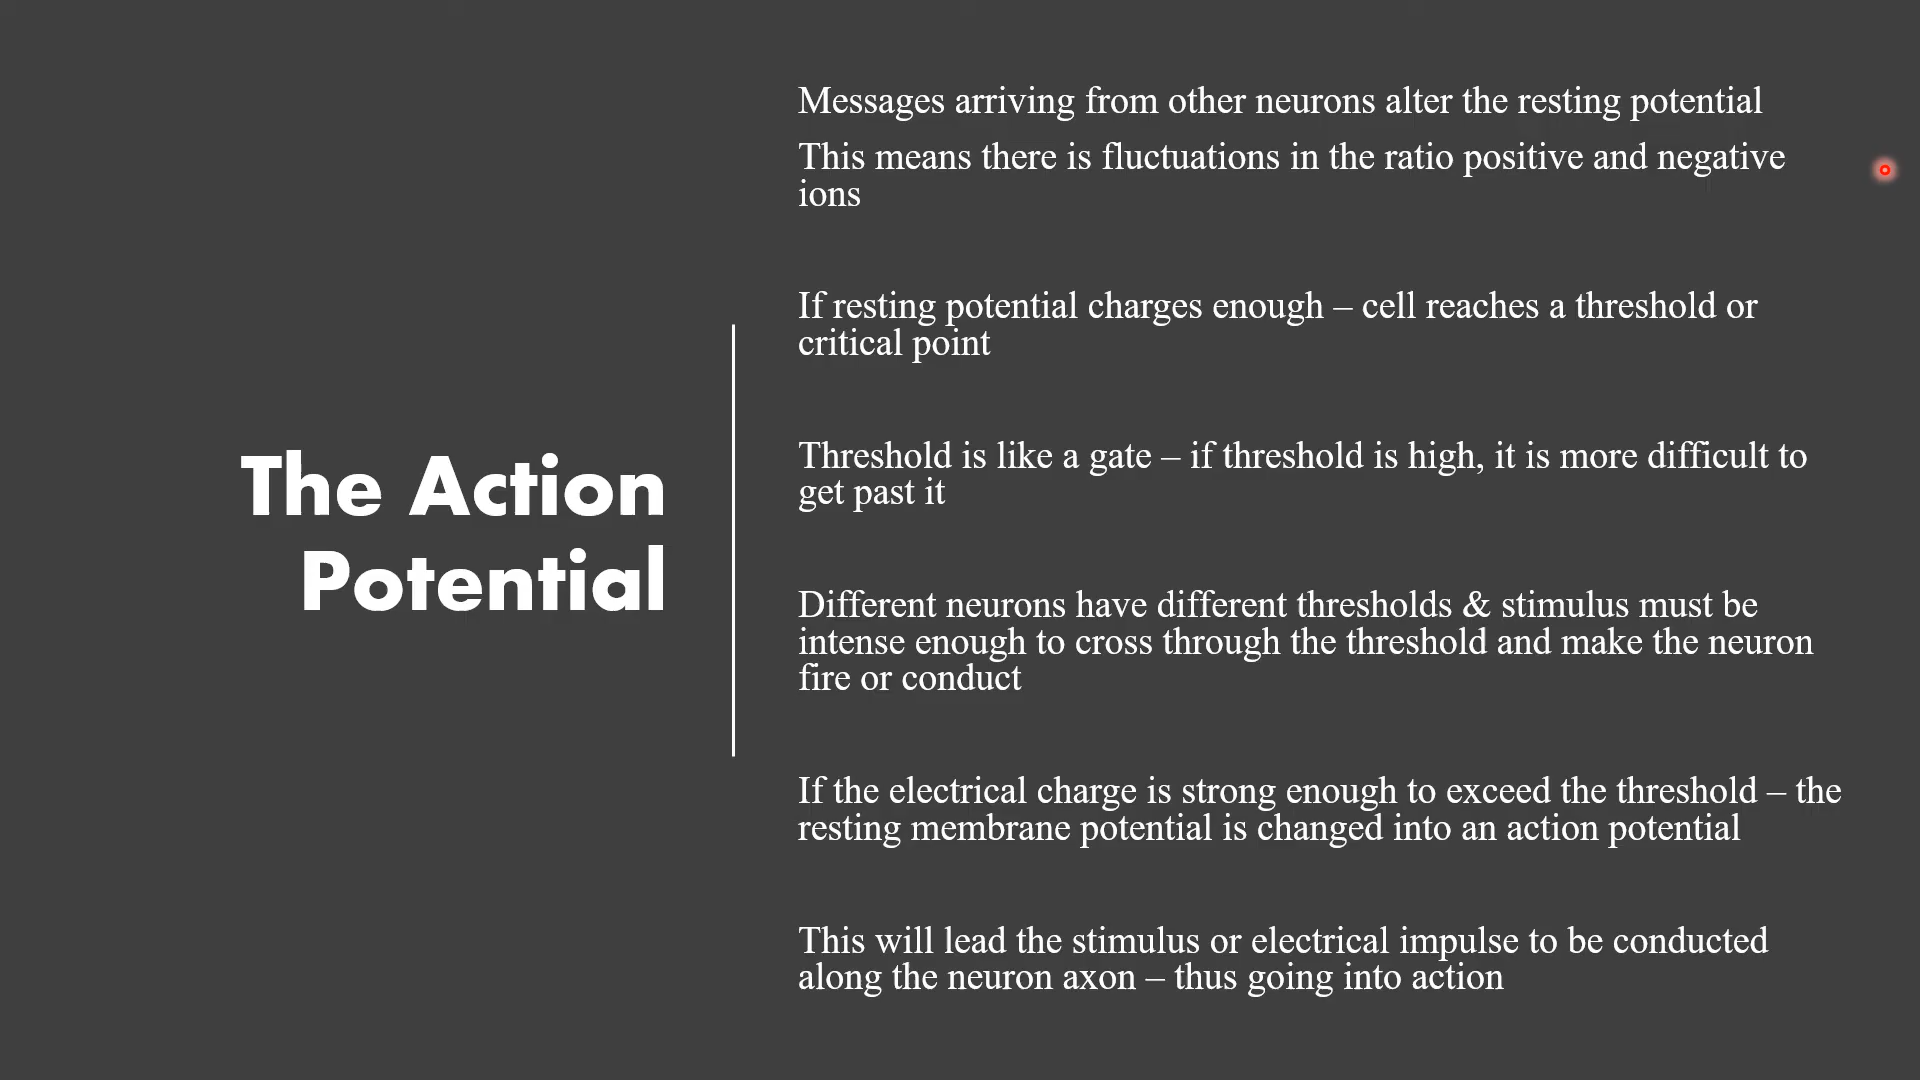 The Action
Potential
Messages arriving from other neurons alter the resting potential
This means there is fluctuations in the ratio positive and negative
ions
If resting potential charges enough – cell reaches a threshold or
critical point
Threshold is like a gate – if threshold is high, it is more difficult to
get past it
Different neurons have different thresholds & stimulus must be
intense enough to cross through the threshold and make the neuron
fire or conduct
If the electrical charge is strong enough to exceed the threshold – the
resting membrane potential is changed into an action potential
This will lead the stimulus or electrical impulse to be conducted
along the neuron axon – thus going into action